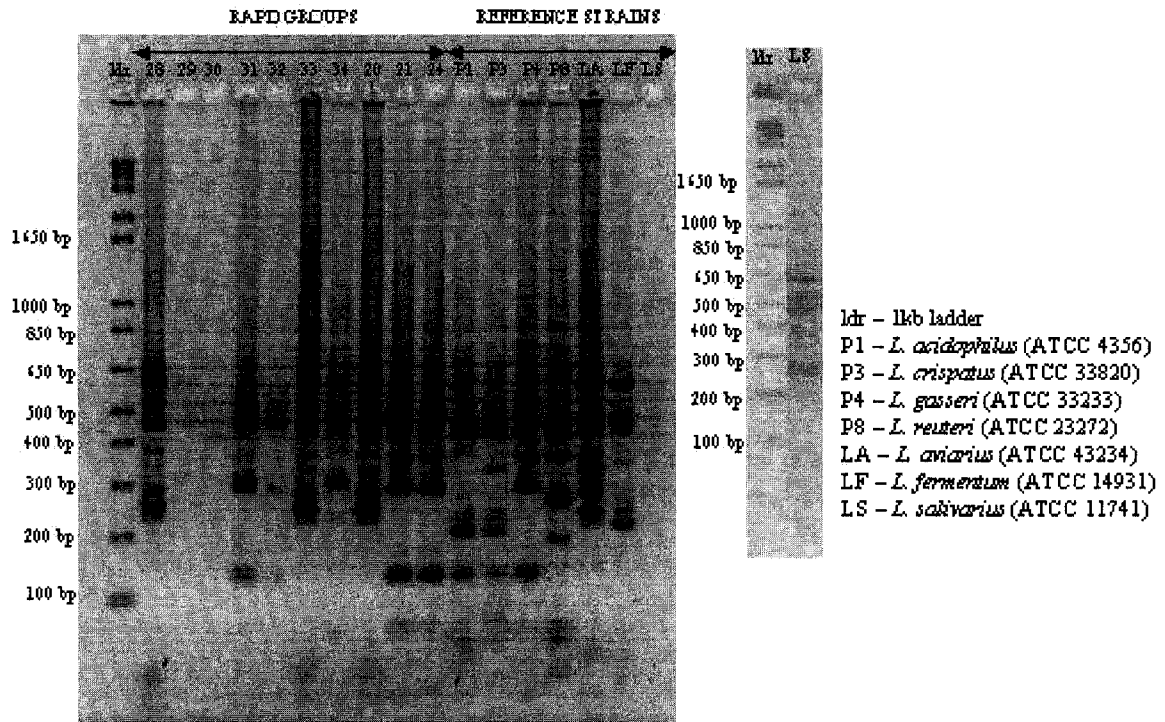 RAPD GROUPS REFERENCE STRAINS
ldr 28 29 30 31 32 33 34 20 21 24 P1 P3 P4 P8 LA LF LS
1650 bp
1000 bp
850 bp
650 bp
500 bp
400 bp
300 bp
200 bp
100 bp
ldr LS
1650 bp
1000 bp
850 bp
650 bp
500 bp
400 bp
300 bp
200 bp
100 bp
ldr – 1kb ladder
P1 – L. acidophilus (ATCC 4356)
P3 – L. crispatus (ATCC 33820)
P4 – L. gasseri (ATCC 33233)
P8 – L. reuteri (ATCC 23272)
LA – L. aviarius (ATCC 43234)
LF – L. fermentum (ATCC 14931)
LS – L. salivarius (ATCC 11741)